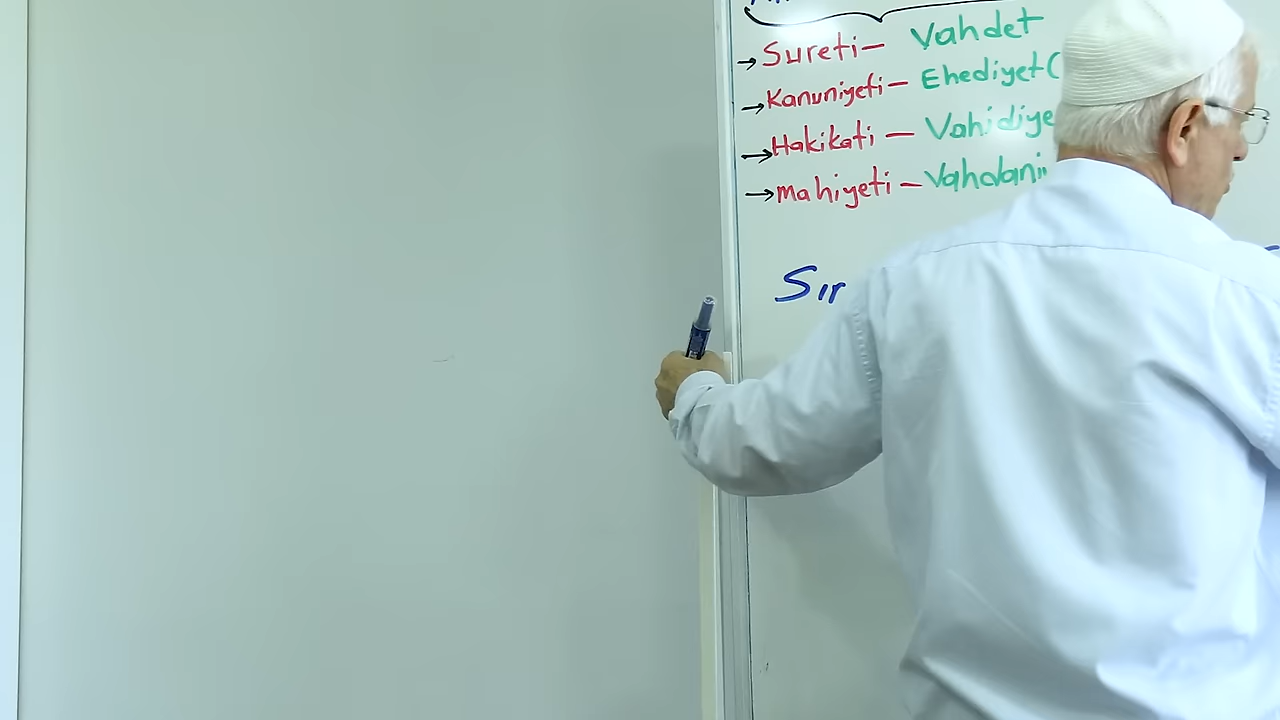 Sureti - Vahdet
Kanuniyeti - Ehediyet (
Hakikati - Vahidiye
Mahiyeti - Vahdani
Sır